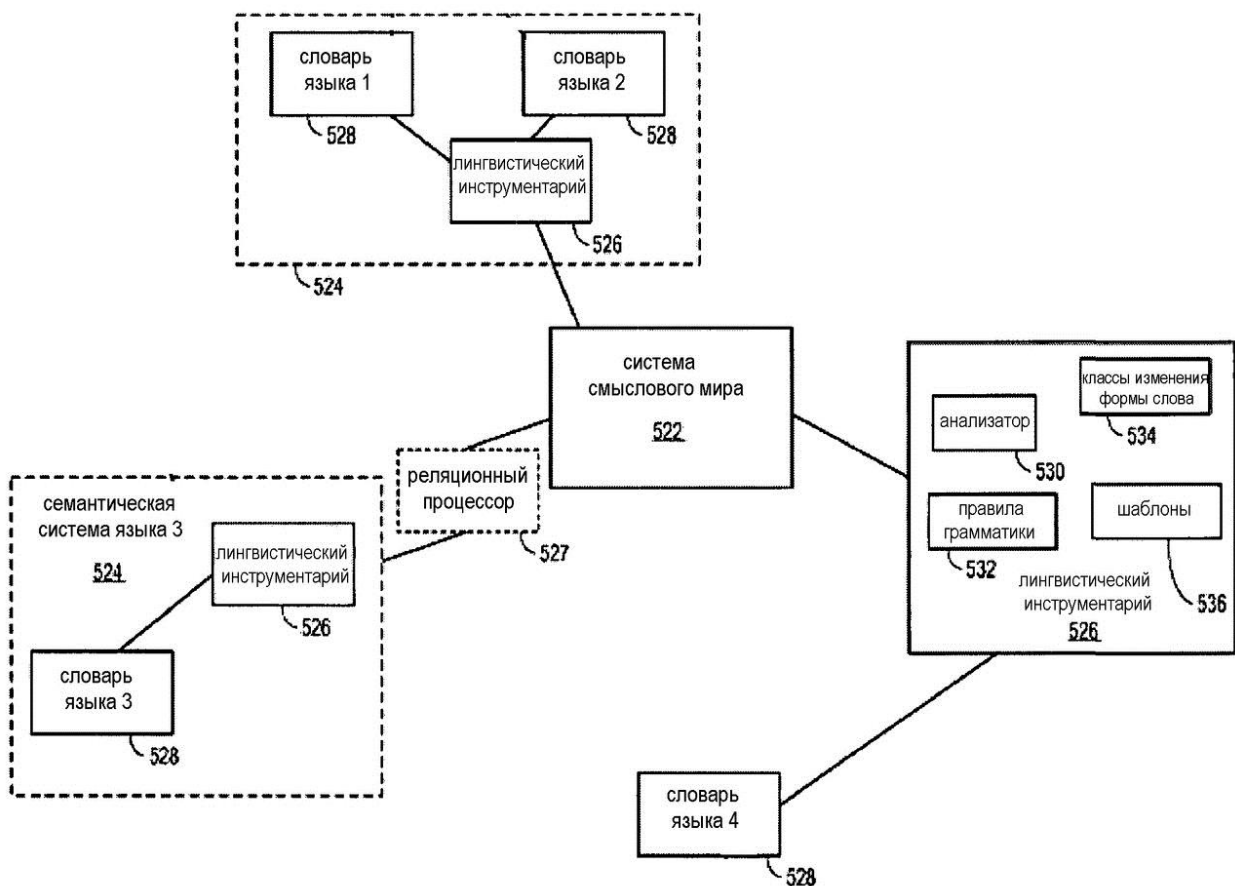 словарь
языка 1
528
словарь
языка 2
528
лингвистический
инструментарий
526
524
система
смыслового мира
522
реляционный
процессор
527
семантическая
система языка 3
524
лингвистический
инструментарий
526
словарь
языка 3
528
классы изменения
формы слова
534
анализатор
530
правила
грамматики
532
шаблоны
536
лингвистический
инструментарий
526
словарь
языка 4
528